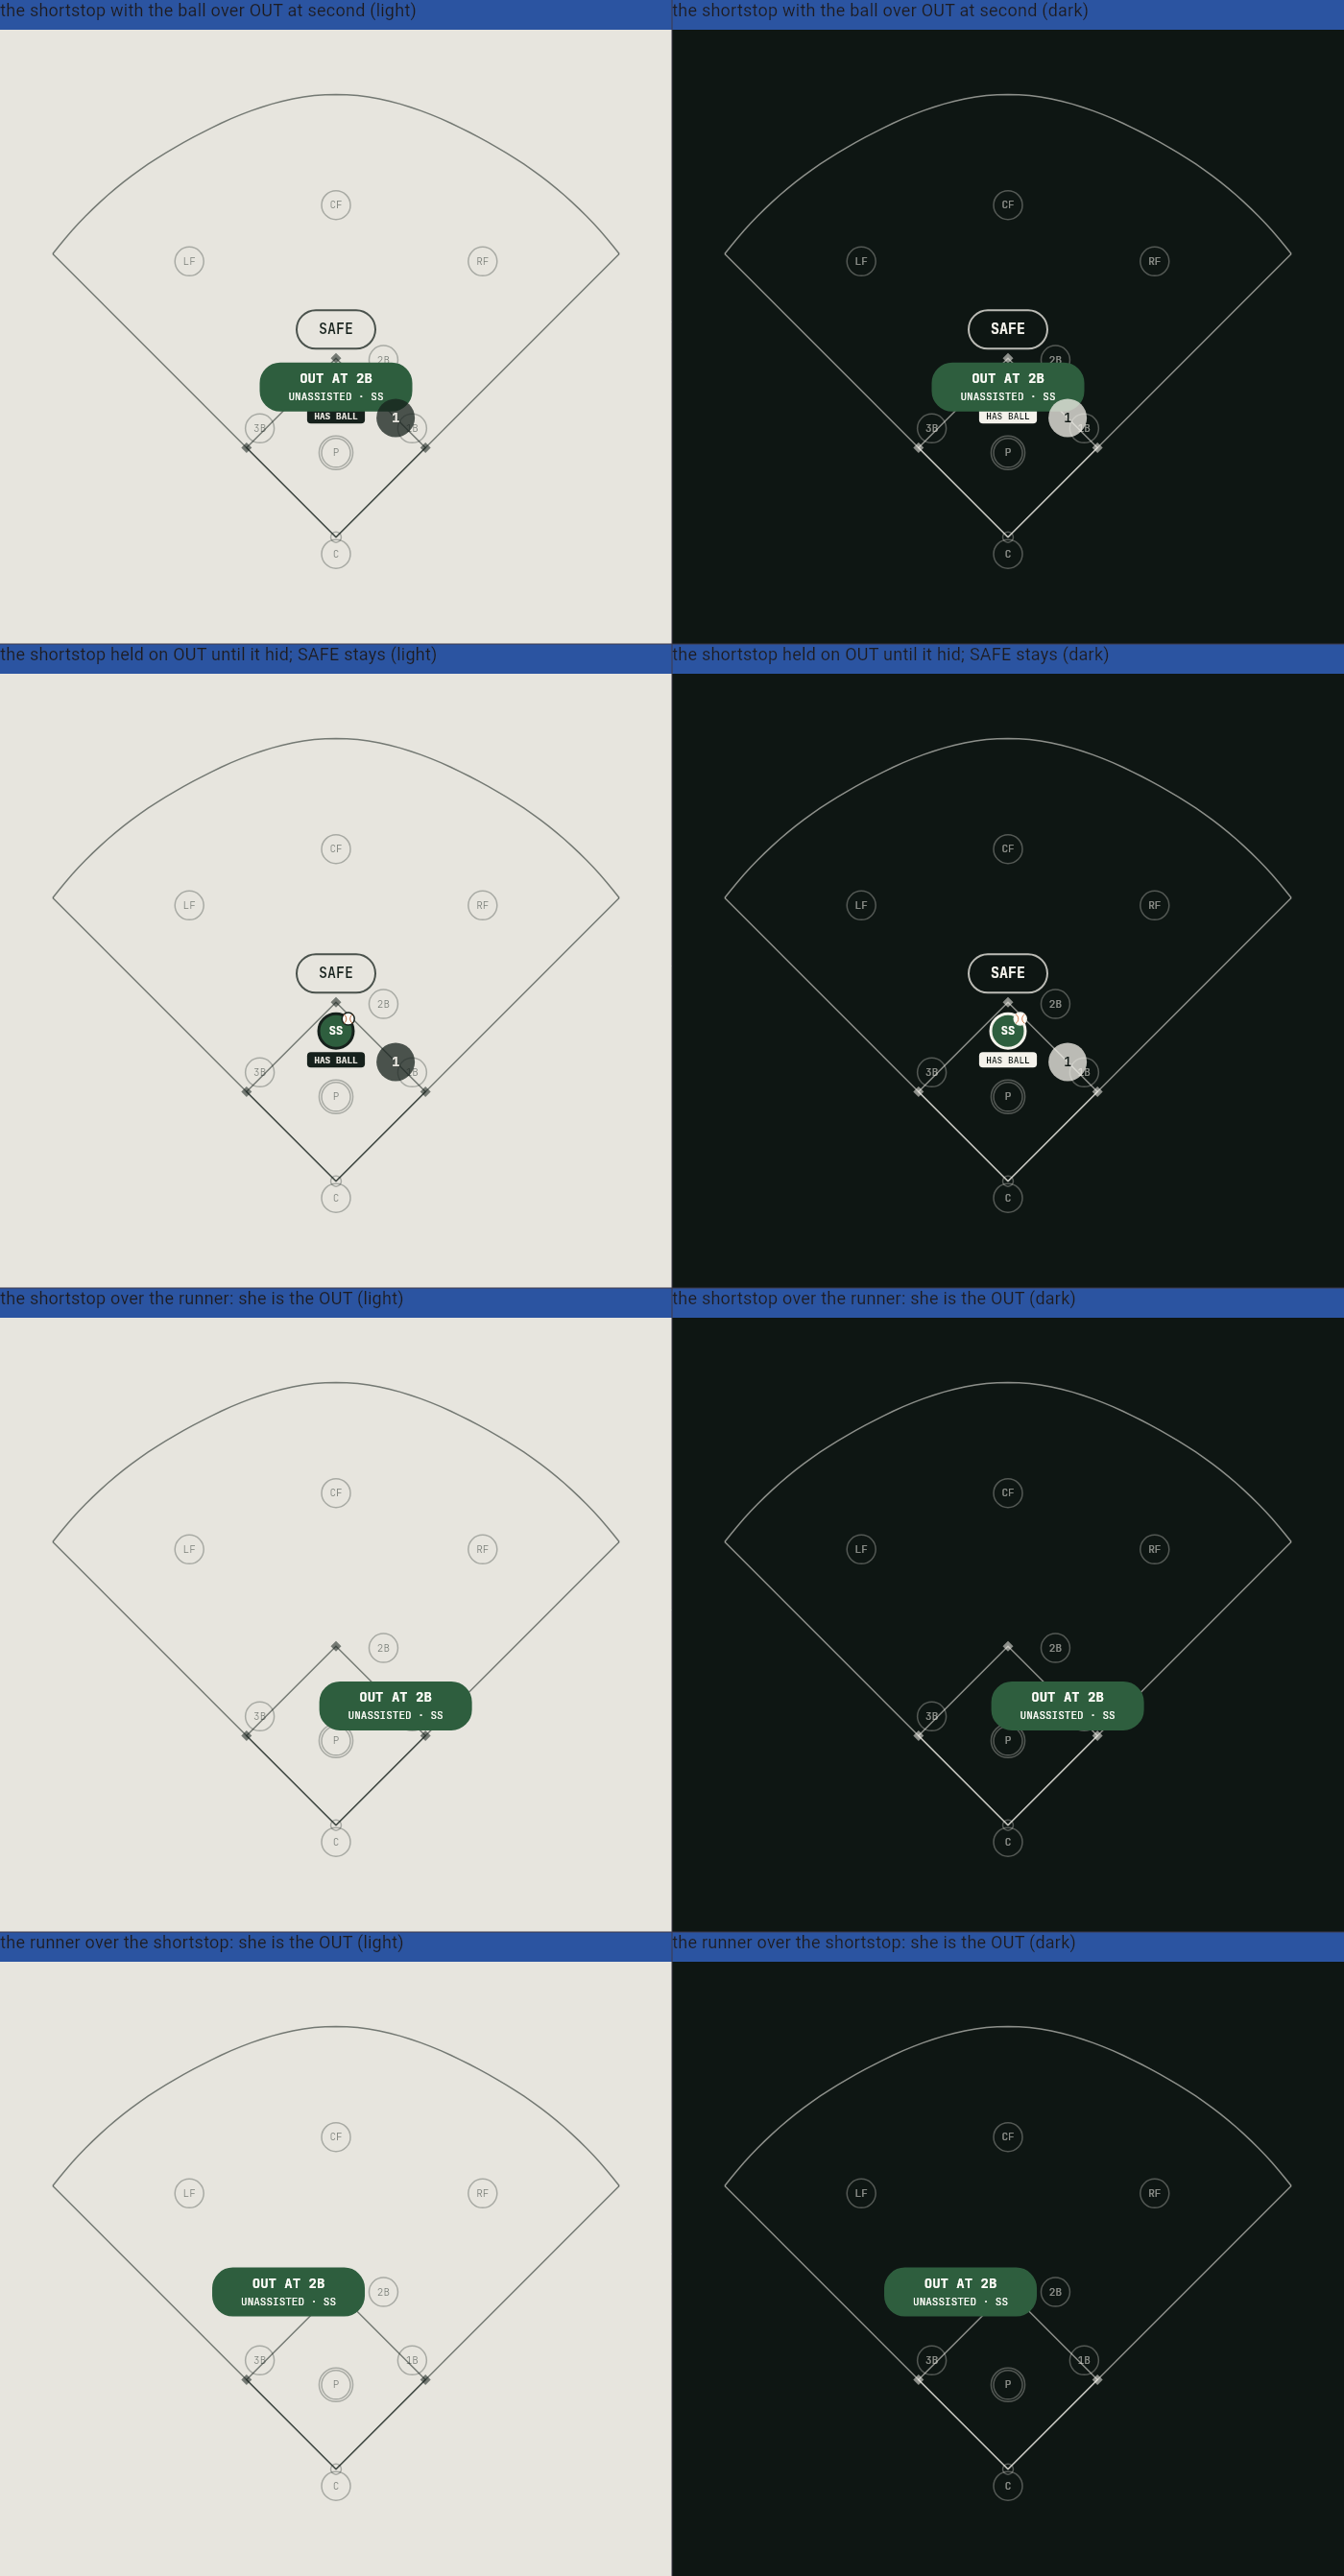 the shortstop with the ball over OUT at second (light)
CF
LF
RF
SAFE
2B
OUT AT 2B
UNASSISTED · SS
HAS BALL
1
3B
1B
P
C
the shortstop with the ball over OUT at second (dark)
CF
LF
RF
SAFE
2B
OUT AT 2B
UNASSISTED · SS
HAS BALL
1
3B
1B
P
C
the shortstop held on OUT until it hid; SAFE stays (light)
CF
LF
RF
SAFE
2B
SS
HAS BALL
1
3B
1B
P
C
the shortstop held on OUT until it hid; SAFE stays (dark)
CF
LF
RF
SAFE
2B
SS
HAS BALL
1
3B
1B
P
C
the shortstop over the runner: she is the OUT (light)
CF
LF
RF
2B
OUT AT 2B
UNASSISTED · SS
3B
P
C
the shortstop over the runner: she is the OUT (dark)
CF
LF
RF
2B
OUT AT 2B
UNASSISTED · SS
3B
P
C
the runner over the shortstop: she is the OUT (light)
CF
LF
RF
OUT AT 2B
UNASSISTED · SS
2B
3B
1B
P
C
the runner over the shortstop: she is the OUT (dark)
CF
LF
RF
OUT AT 2B
UNASSISTED · SS
2B
3B
1B
P
C